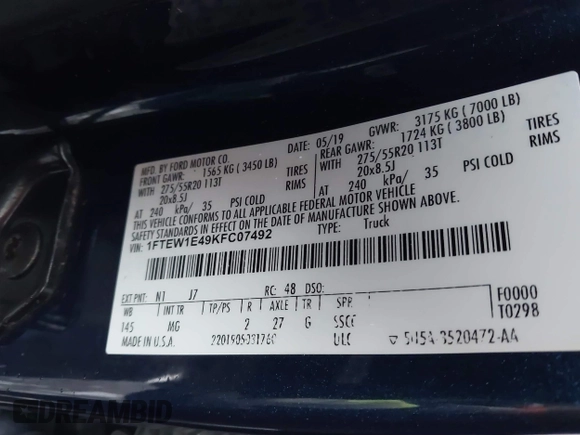 MFD. BY FORD MOTOR CO. DATE: 05/19 GVWR: 3175 KG ( 7000 LB)
FRONT GAWR: 1565 KG ( 3450 LB) REAR GAWR: 1724 KG ( 3800 LB)
WITH 275/55R20 113T TIRES WITH 275/55R20 113T TIRES
20x8.5J RIMS 20x8.5J RIMS
AT 240 kPa/ 35 PSI COLD AT 240 kPa/ 35 PSI COLD
THIS VEHICLE CONFORMS TO ALL APPLICABLE FEDERAL MOTOR VEHICLE
SAFETY STANDARDS IN EFFECT ON THE DATE OF MANUFACTURE SHOWN ABOVE.
VIN: 1FTEW1E49KFC07492 TYPE: Truck
EXT PNT: N1 J7 RC: 48 DSO: F0000
WB INT TR TP/PS R AXLE TR SPR T0298
145 MG 2 27 G
MADE IN U.S.A.
DREAMBID